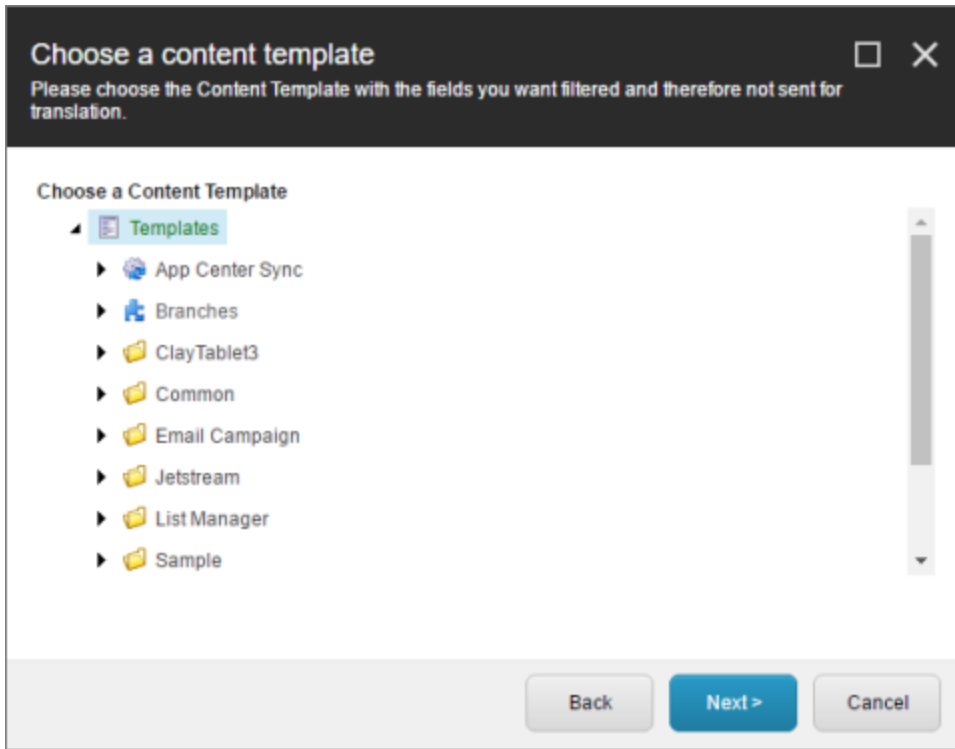 Choose a content template
Please choose the Content Template with the fields you want filtered and therefore not sent for
translation.
Choose a Content Template
Templates
App Center Sync
Branches
ClayTablet3
Common
Email Campaign
Jetstream
List Manager
Sample
Back
Next >
Cancel